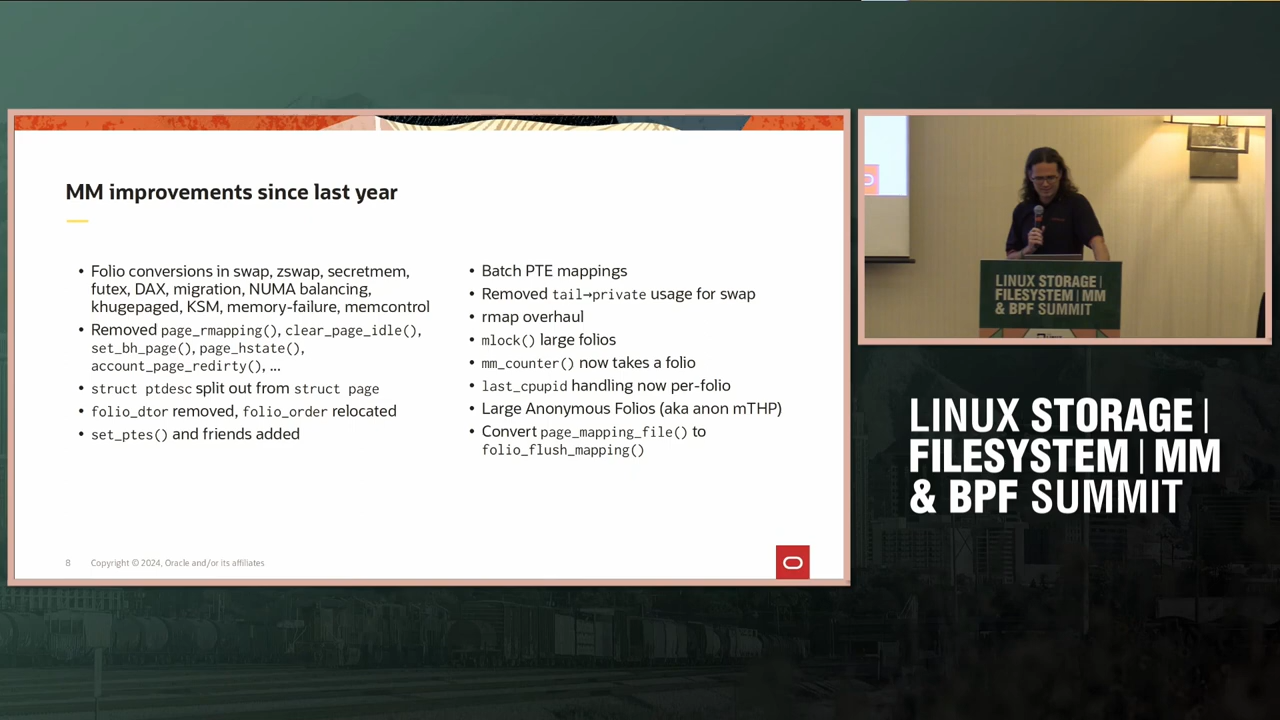 MM improvements since last year
• Folio conversions in swap, zswap, secretmem,
futex, DAX, migration, NUMA balancing,
khugepaged, KSM, memory-failure, memcontrol
• Removed page_rmapping(), clear_page_idle(),
set_bh_page(), page_hstate(),
account_page_redirty(), ...
• struct ptdesc split out from struct page
• folio_dtor removed, folio_order relocated
• set_ptes() and friends added
• Batch PTE mappings
• Removed tail→private usage for swap
• rmap overhaul
• mlock() large folios
• mm_counter() now takes a folio
• last_cpupid handling now per-folio
• Large Anonymous Folios (aka anon mTHP)
• Convert page_mapping_file() to
folio_flush_mapping()
8 Copyright © 2024, Oracle and/or its affiliates
LINUX STORAGE |
FILESYSTEM | MM
& BPF SUMMIT
LINUX STORAGE |
FILESYSTEM | MM
& BPF SUMMIT